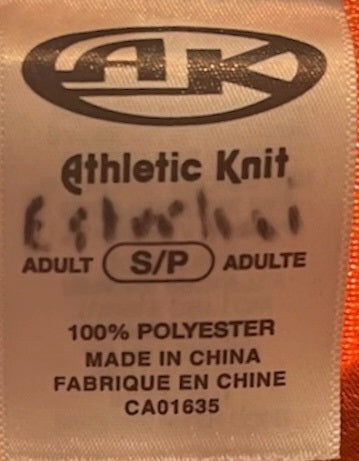 AK
Athletic Knit
ADULT S/P ADULTE
100% POLYESTER
MADE IN CHINA
FABRIQUE EN CHINE
CA01635